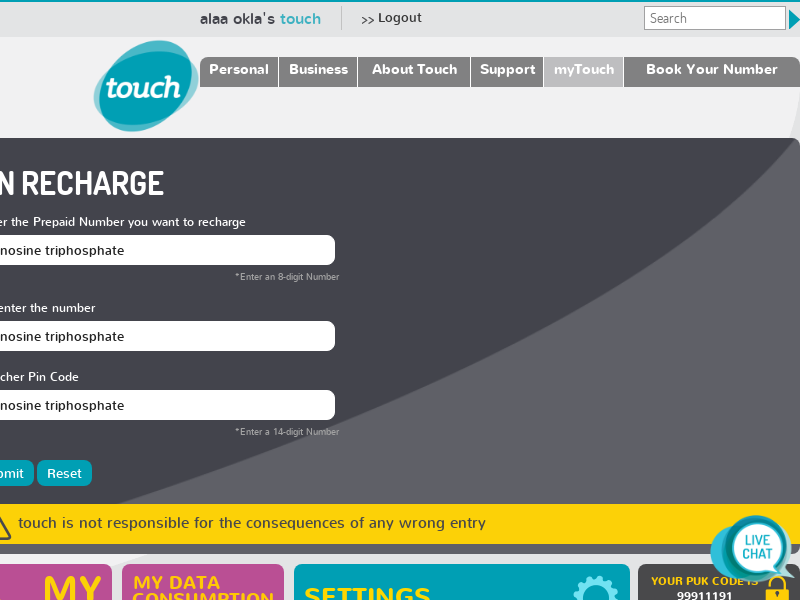 alaa okla's touch
>> Logout
Search
touch
Personal
Business
About Touch
Support
myTouch
Book Your Number
N RECHARGE
er the Prepaid Number you want to recharge
nosine triphosphate
*Enter an 8-digit Number
enter the number
nosine triphosphate
cher Pin Code
nosine triphosphate
*Enter a 14-digit Number
omit
Reset
touch is not responsible for the consequences of any wrong entry
LIVE
CHAT
MY
MY DATA
CONSUMPTION
SETTINGS
YOUR PUK CODE IS
99911191